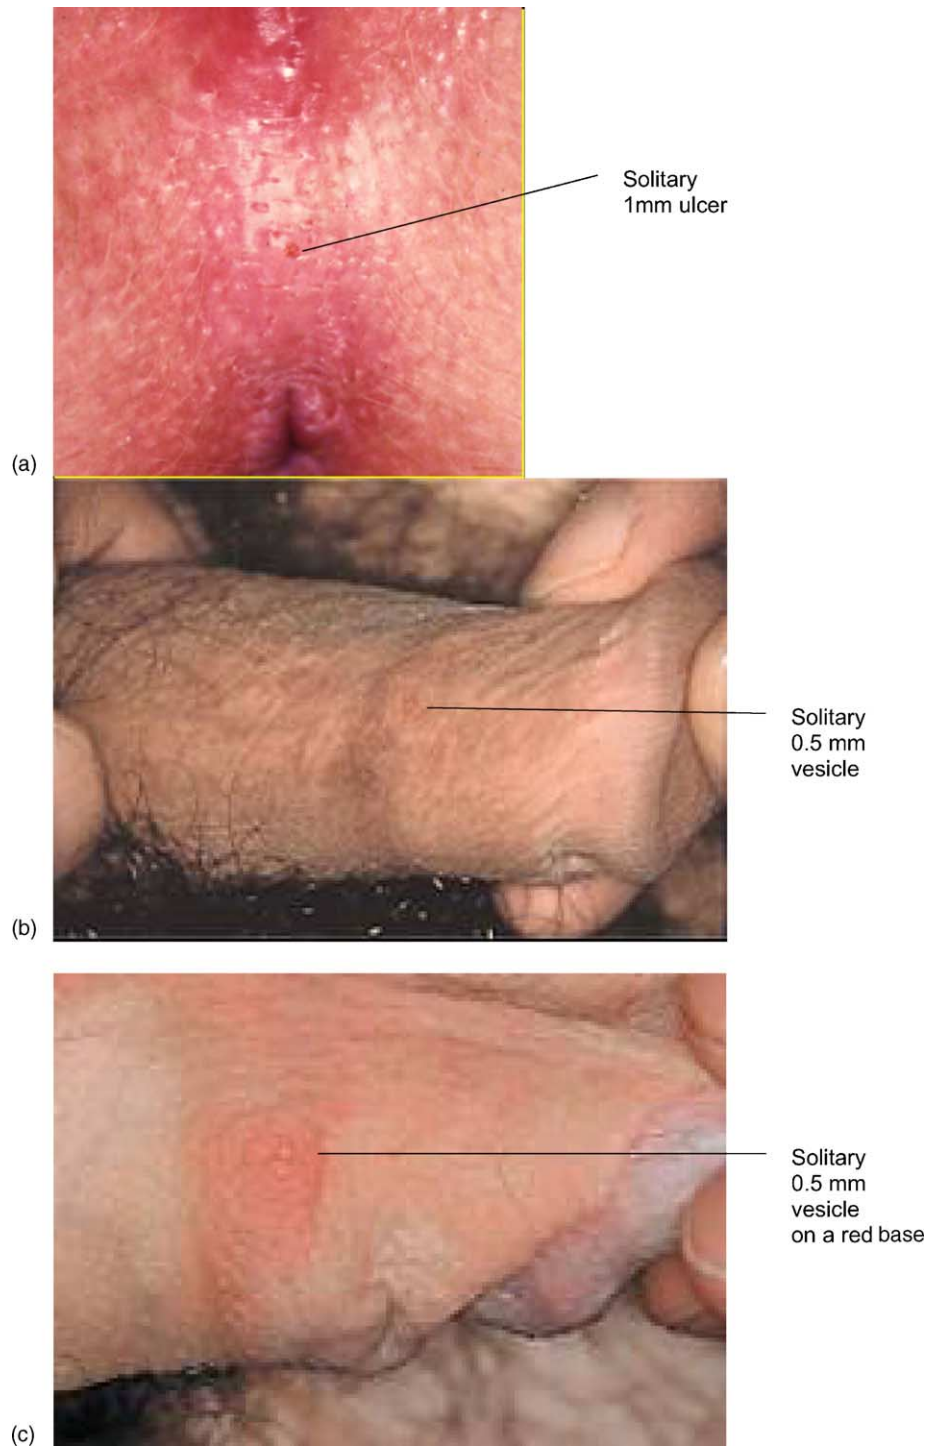 Solitary
1mm ulcer
(a)
Solitary
0.5 mm
vesicle
(b)
Solitary
0.5 mm
vesicle
on a red base
(c)